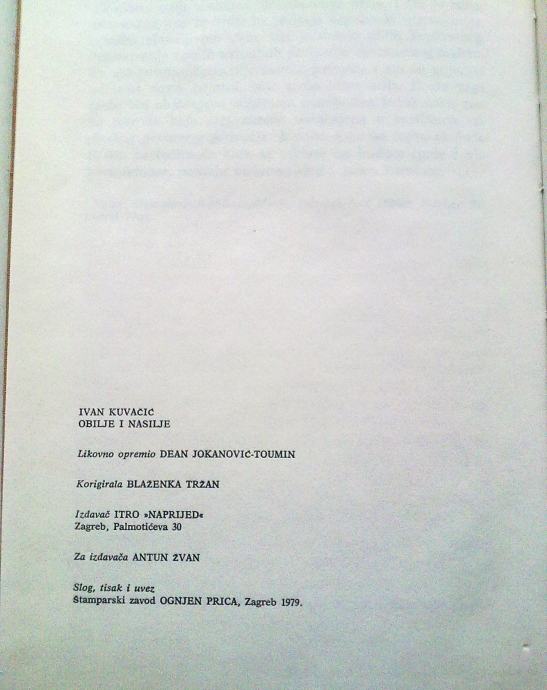 IVAN KUVAČIĆ
OBILJE I NASILJE
Likovno opremio DEAN JOKANOVIĆ-TOUMIN
Korigirala BLAŽENKA TRŽAN
Izdavač ITRO »NAPRIJED«
Zagreb, Palmotićeva 30
Za izdavača ANTUN ŽVAN
Slog, tisak i uvez
Štamparski zavod OGNJEN PRICA, Zagreb 1979.